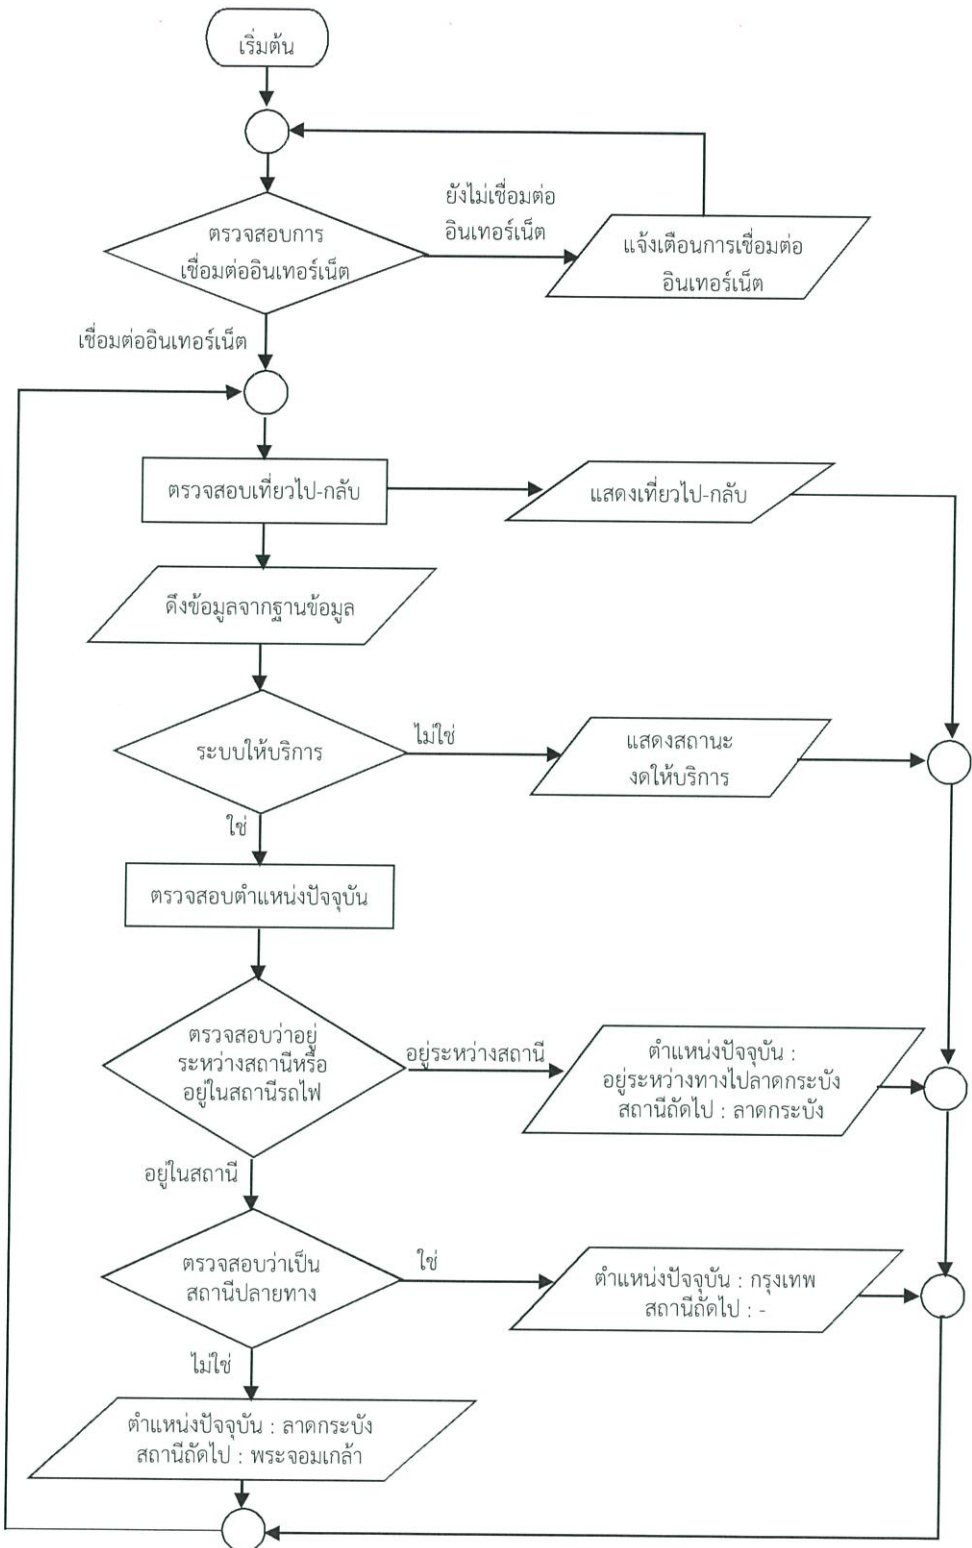 เริ่มต้น
ยังไม่เชื่อมต่อ
อินเทอร์เน็ต
ตรวจสอบการ
เชื่อมต่ออินเทอร์เน็ต
แจ้งเตือนการเชื่อมต่อ
อินเทอร์เน็ต
เชื่อมต่ออินเทอร์เน็ต
ตรวจสอบเที่ยวไป-กลับ
แสดงเที่ยวไป-กลับ
ดึงข้อมูลจากฐานข้อมูล
ระบบให้บริการ
ไม่ใช่
แสดงสถานะ
งดให้บริการ
ใช่
ตรวจสอบตำแหน่งปัจจุบัน
ตรวจสอบว่าอยู่
ระหว่างสถานีหรือ
อยู่ในสถานีรถไฟ
อยู่ระหว่างสถานี
ตำแหน่งปัจจุบัน :
อยู่ระหว่างทางไปลาดกระบัง
สถานีถัดไป : ลาดกระบัง
อยู่ในสถานี
ตรวจสอบว่าเป็น
สถานีปลายทาง
ใช่
ตำแหน่งปัจจุบัน : กรุงเทพ
สถานีถัดไป : -
ไม่ใช่
ตำแหน่งปัจจุบัน : ลาดกระบัง
สถานีถัดไป : พระจอมเกล้า